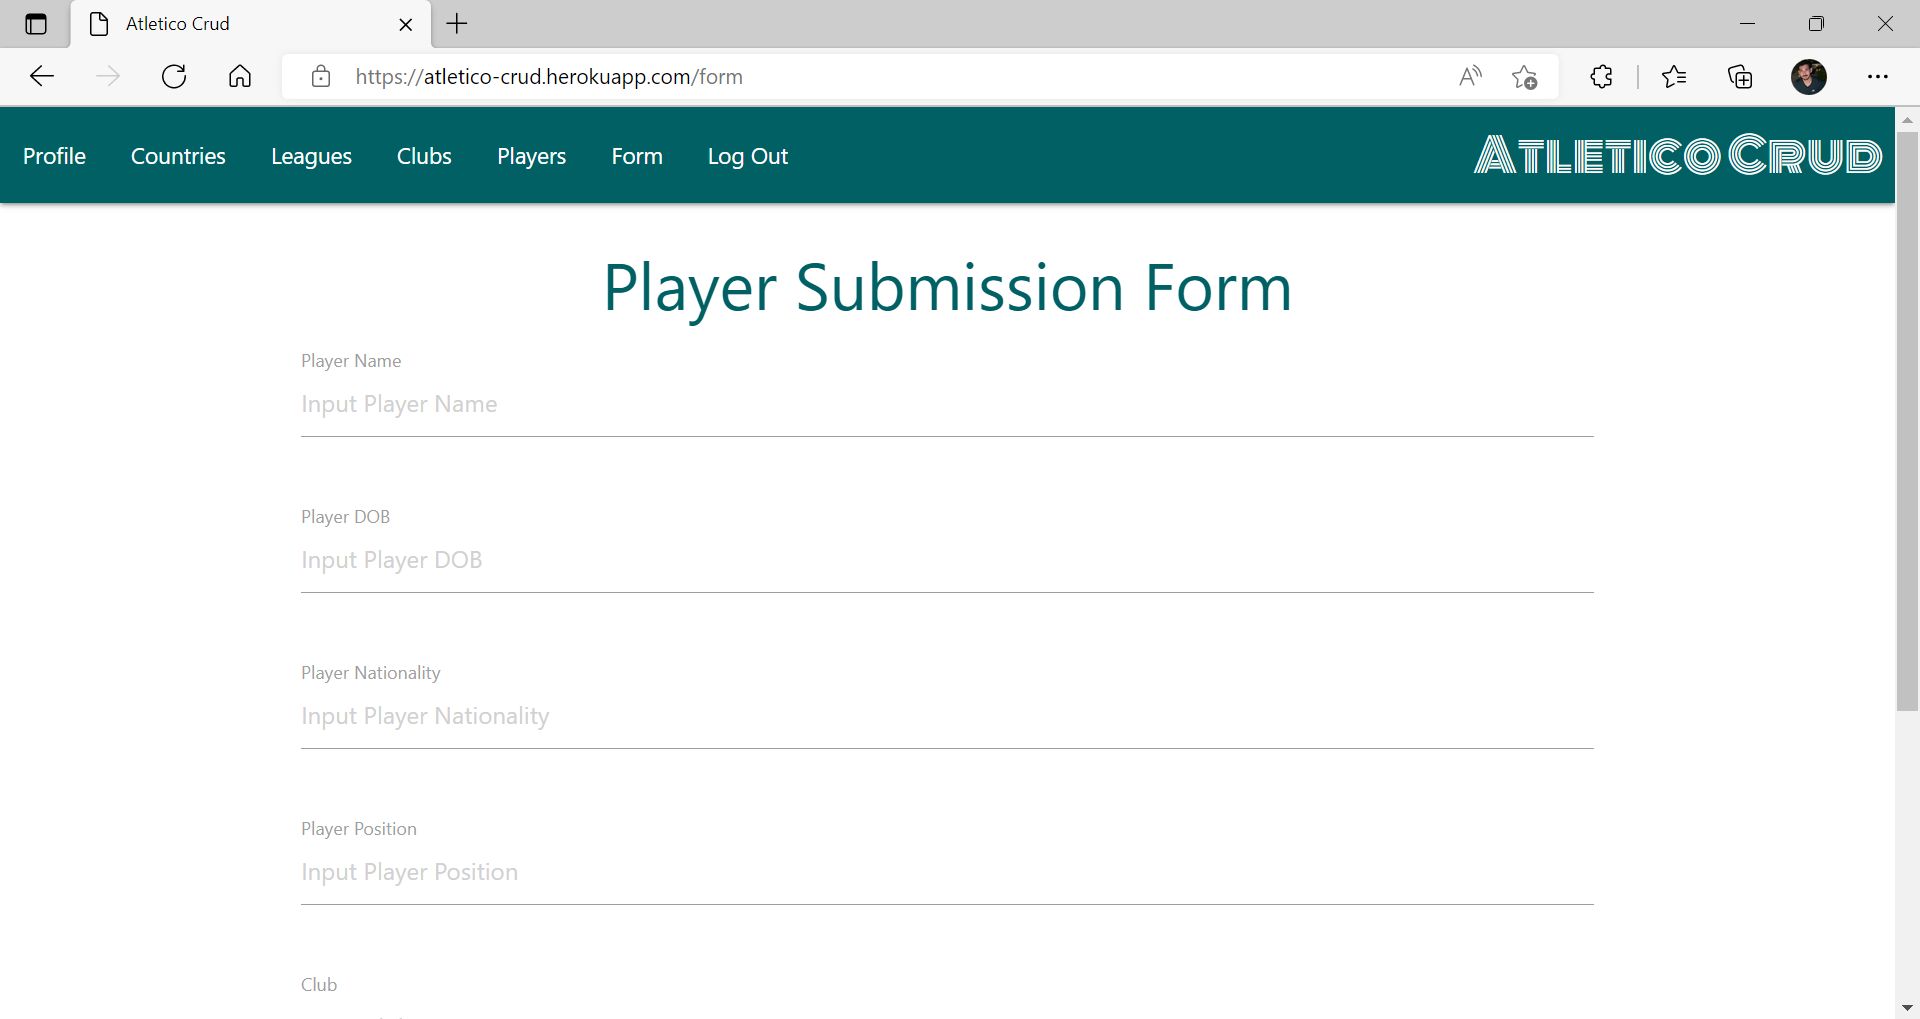 Atletico Crud
https://atletico-crud.herokuapp.com/form
Profile Countries Leagues Clubs Players Form Log Out Atletico Crud
Player Submission Form
Player Name
Input Player Name
Player DOB
Input Player DOB
Player Nationality
Input Player Nationality
Player Position
Input Player Position
Club